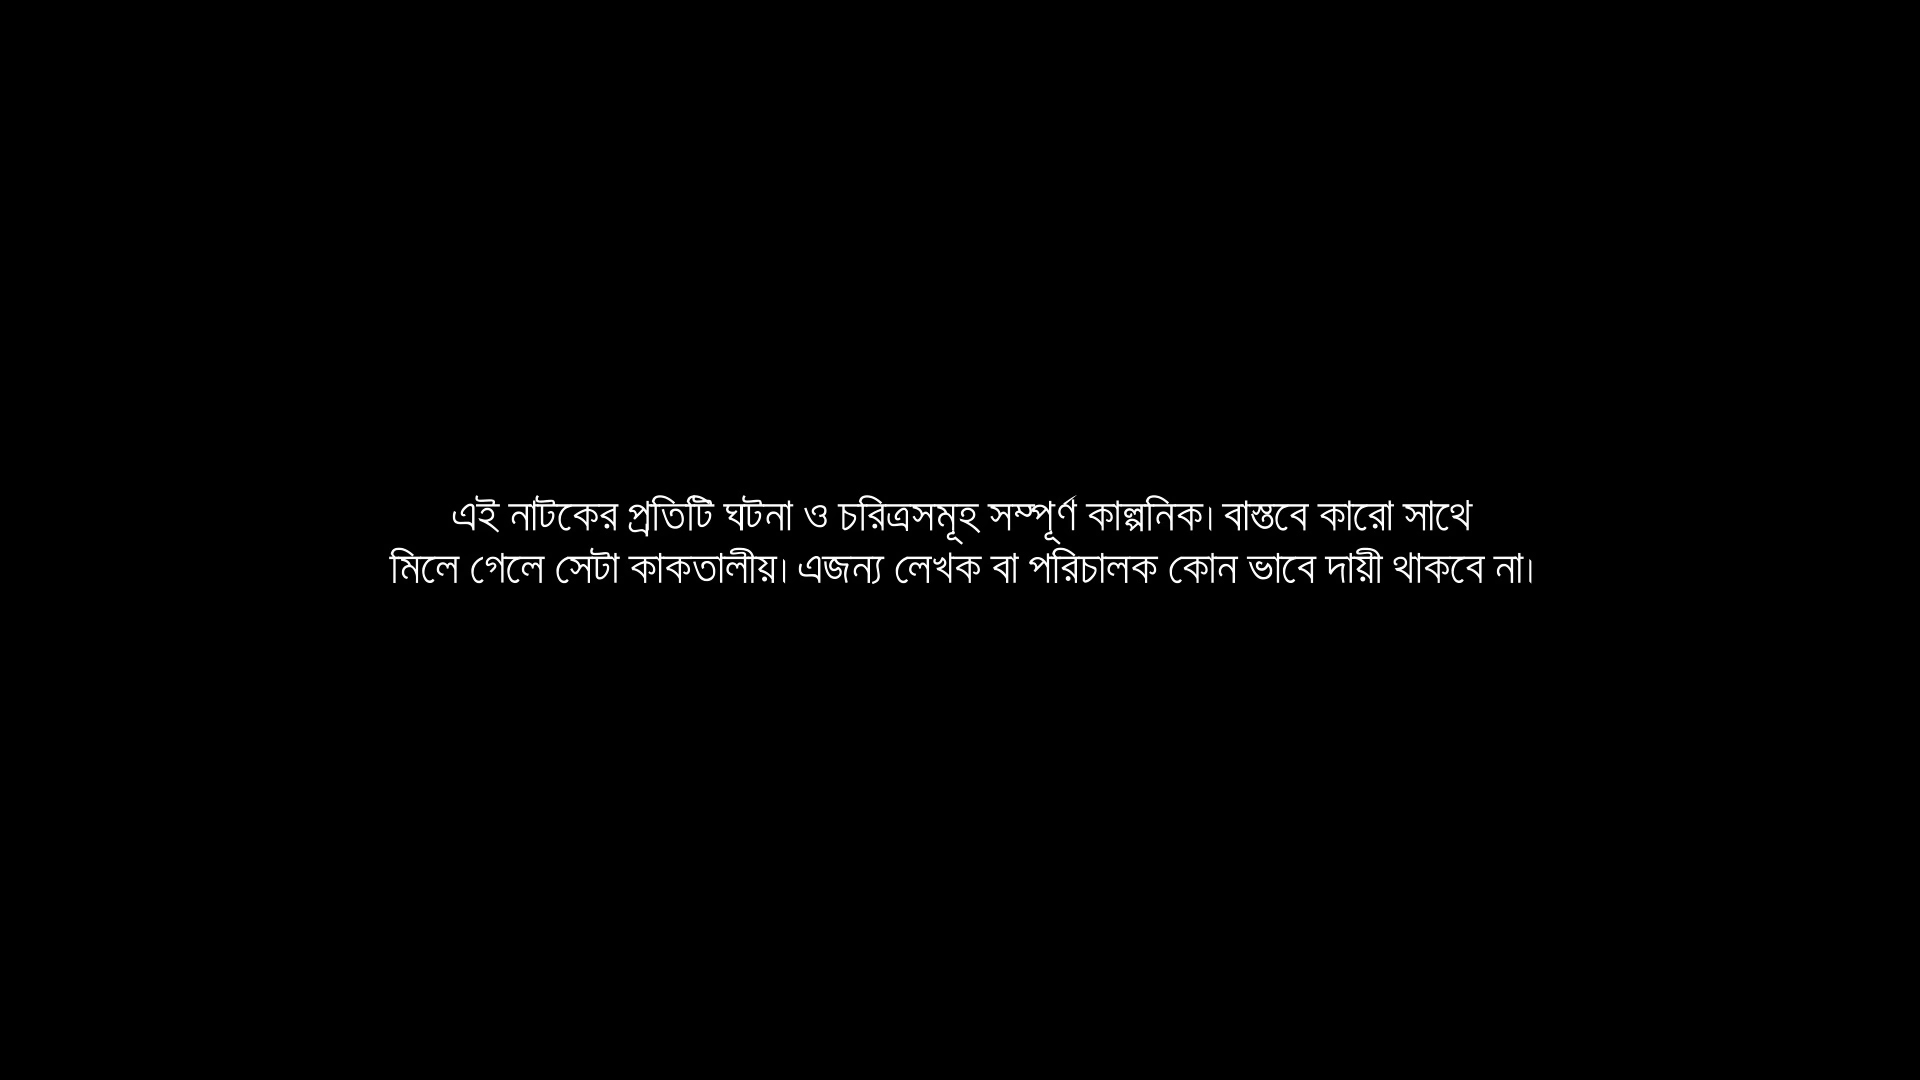 এই নাটকের প্রতিটি ঘটনা ও চরিত্রসমূহ সম্পূর্ণ কাল্পনিক। বাস্তবে কারো সাথে
মিলে গেলে সেটা কাকতালীয়। এজন্য লেখক বা পরিচালক কোন ভাবে দায়ী থাকবে না।